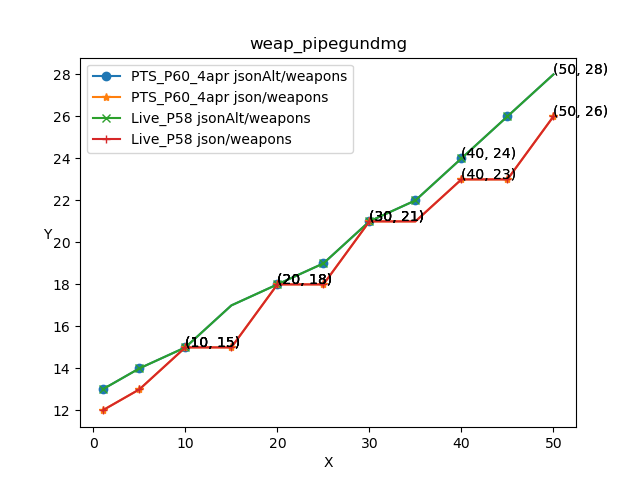 weap_pipegundmg
PTS_P60_4apr jsonAlt/weapons
PTS_P60_4apr json/weapons
Live_P58 jsonAlt/weapons
Live_P58 json/weapons
(50, 28)
(50, 26)
(40, 24)
(40, 23)
(30, 21)
(20, 18)
(10, 15)
Y
28
26
24
22
20
18
16
14
12
0 10 20 30 40 50
X